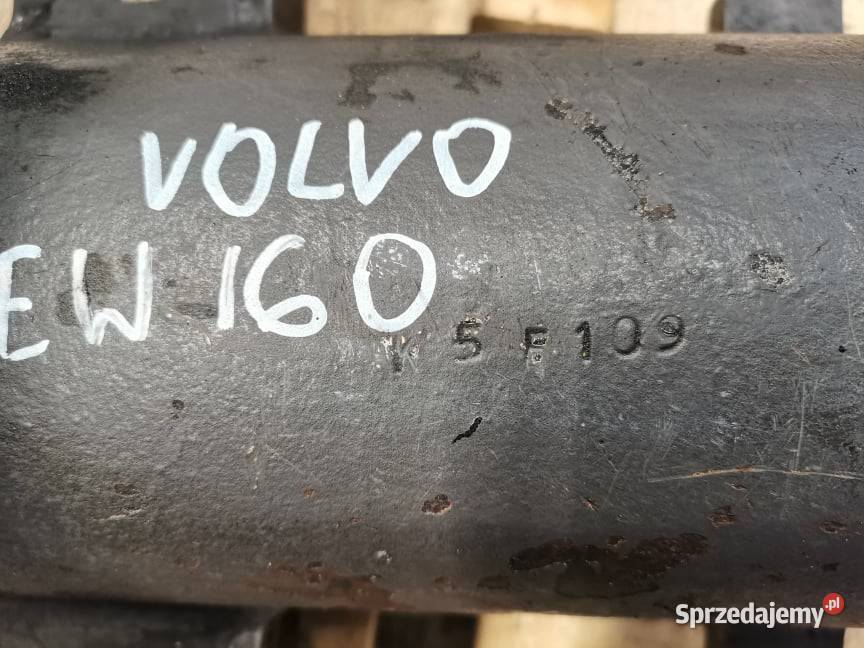 VOLVO
EW 160
5 F 109
Sprzedajemy.pl